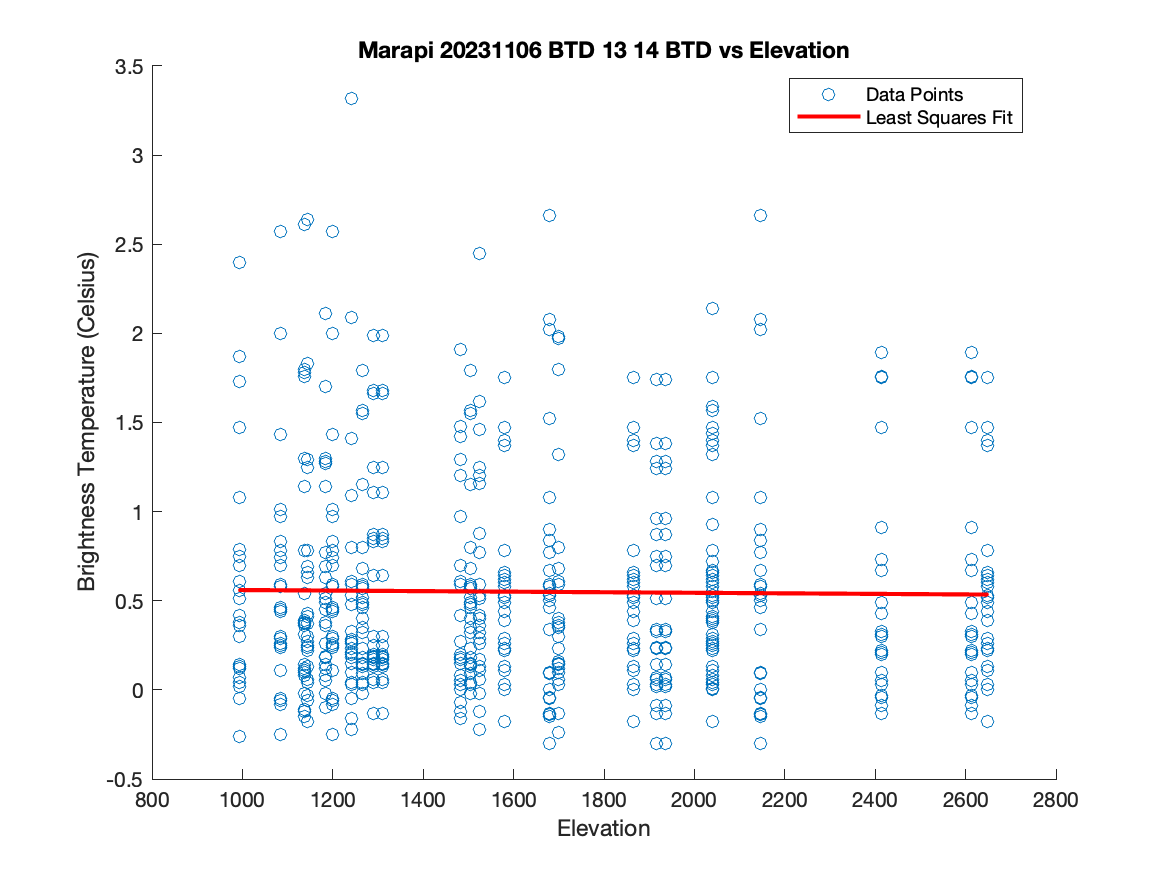 Marapi 20231106 BTD 13 14 BTD vs Elevation
Data Points
Least Squares Fit
Brightness Temperature (Celsius)
3.5
3
2.5
2
1.5
1
0.5
0
-0.5
800 1000 1200 1400 1600 1800 2000 2200 2400 2600 2800
Elevation